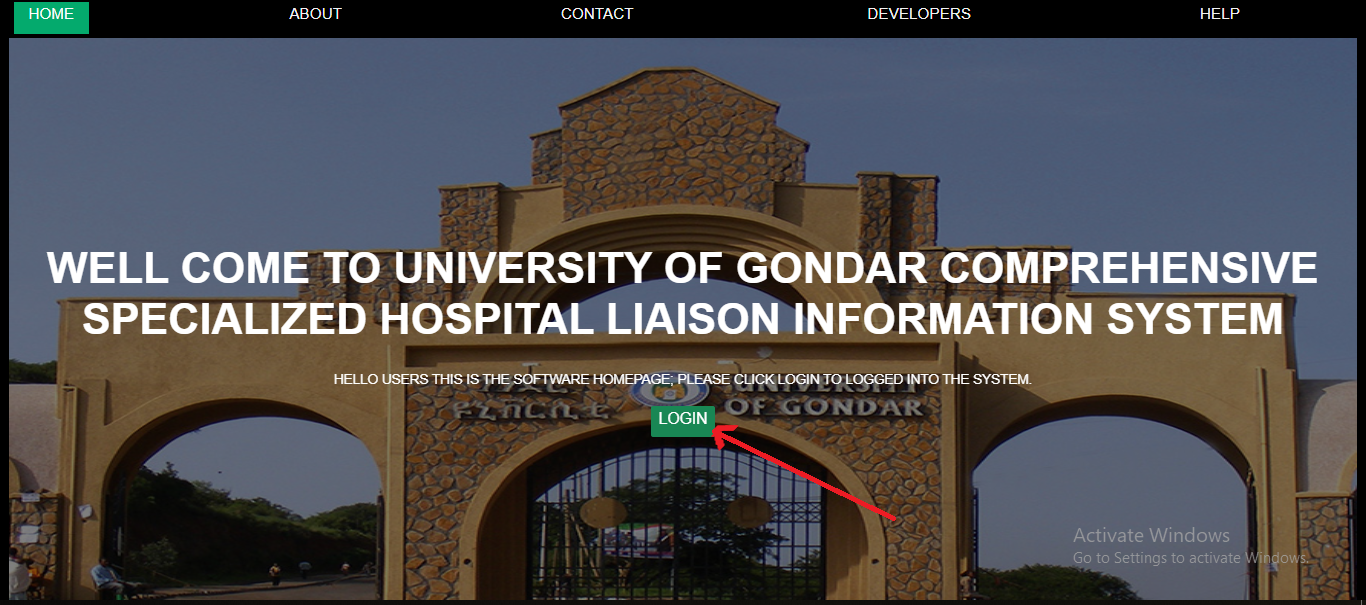 HOME ABOUT CONTACT DEVELOPERS HELP
WELL COME TO UNIVERSITY OF GONDAR COMPREHENSIVE
SPECIALIZED HOSPITAL LIAISON INFORMATION SYSTEM
HELLO USERS THIS IS THE SOFTWARE HOMEPAGE; PLEASE CLICK LOGIN TO LOGGED INTO THE SYSTEM.
UNIVERSITY
OF GONDAR
LOGIN
Activate Windows
Go to Settings to activate Windows.